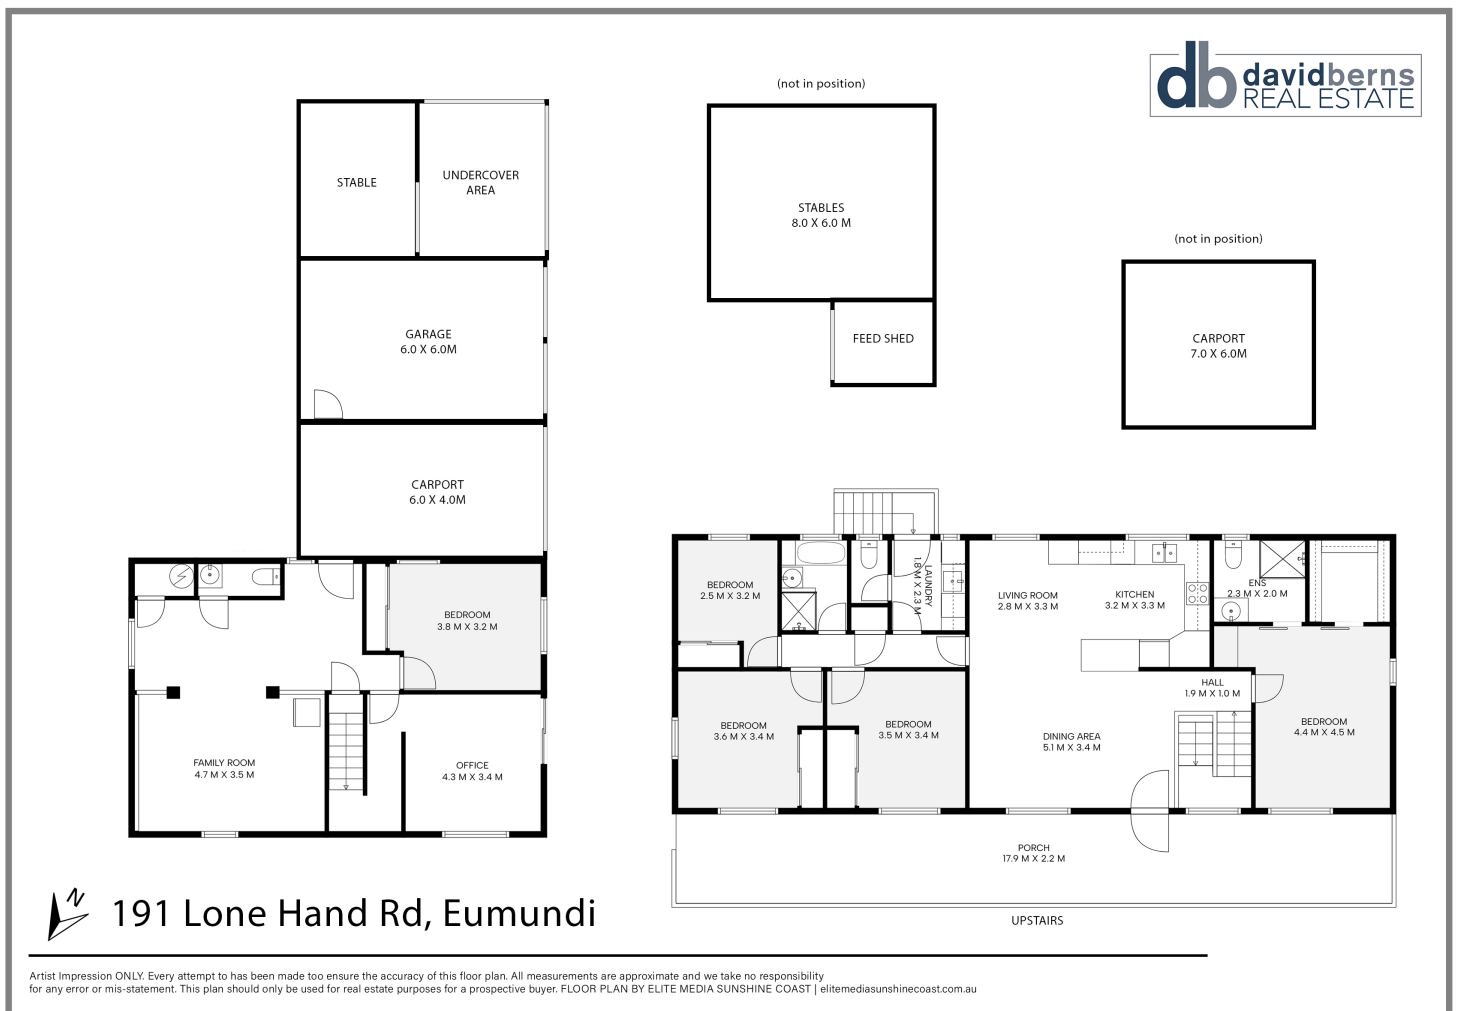 davidberns
REAL ESTATE
db
(not in position)
STABLE
UNDERCOVER
AREA
STABLES
8.0 X 6.0 M
(not in position)
GARAGE
6.0 X 6.0M
FEED SHED
CARPORT
7.0 X 6.0M
CARPORT
6.0 X 4.0M
BEDROOM
3.8 M X 3.2 M
FAMILY ROOM
4.7 M X 3.5 M
OFFICE
4.3 M X 3.4 M
BEDROOM
2.5 M X 3.2 M
LAUNDRY
1.8 M X 2.3 M
LIVING ROOM
2.8 M X 3.3 M
KITCHEN
3.2 M X 3.3 M
ENS
2.3 M X 2.0 M
HALL
1.9 M X 1.0 M
BEDROOM
3.6 M X 3.4 M
BEDROOM
3.5 M X 3.4 M
DINING AREA
5.1 M X 3.4 M
BEDROOM
4.4 M X 4.5 M
PORCH
17.9 M X 2.2 M
UPSTAIRS
N
191 Lone Hand Rd, Eumundi
Artist Impression ONLY. Every attempt to has been made too ensure the accuracy of this floor plan. All measurements are approximate and we take no responsibility
for any error or mis-statement. This plan should only be used for real estate purposes for a prospective buyer. FLOOR PLAN BY ELITE MEDIA SUNSHINE COAST | elitemediasunshinecoast.com.au